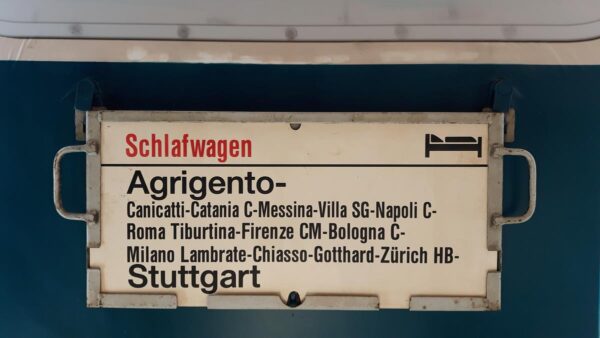 Schlafwagen
Agrigento-
Canicatti-Catania C-Messina-Villa SG-Napoli C-
Roma Tiburtina-Firenze CM-Bologna C-
Milano Lambrate-Chiasso-Gotthard-Zürich HB-
Stuttgart